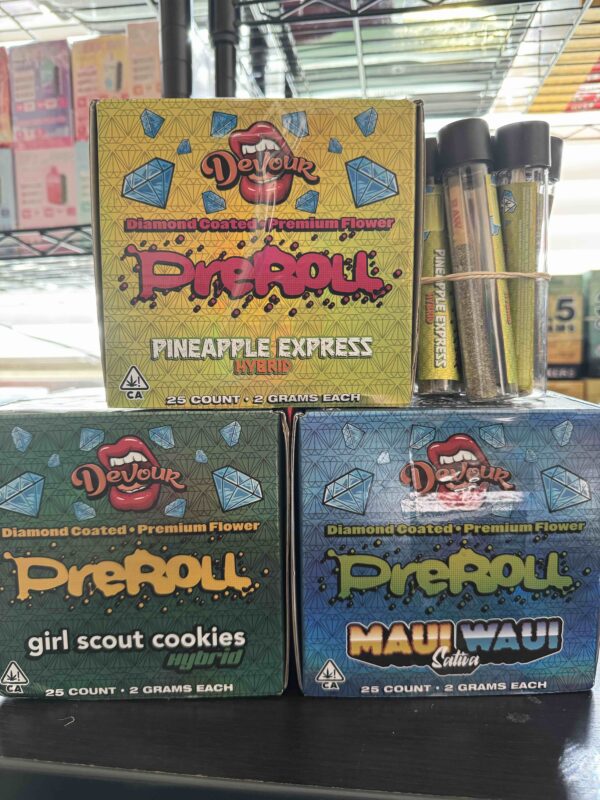 DeVouR
Diamond Coated • Premium Flower
PreRoLL
PINEAPPLE EXPRESS
HYBRID
CA
25 COUNT • 2 GRAMS EACH
PINEAPPLE EXPRESS
HYBRID
RAW
DeVouR
Diamond Coated • Premium Flower
PreRoLL
girl scout cookies
Hybrid
CA
25 COUNT • 2 GRAMS EACH
DeVouR
Diamond Coated • Premium Flower
PreRoLL
MAUI WAUI
Sativa
CA
25 COUNT • 2 GRAMS EACH